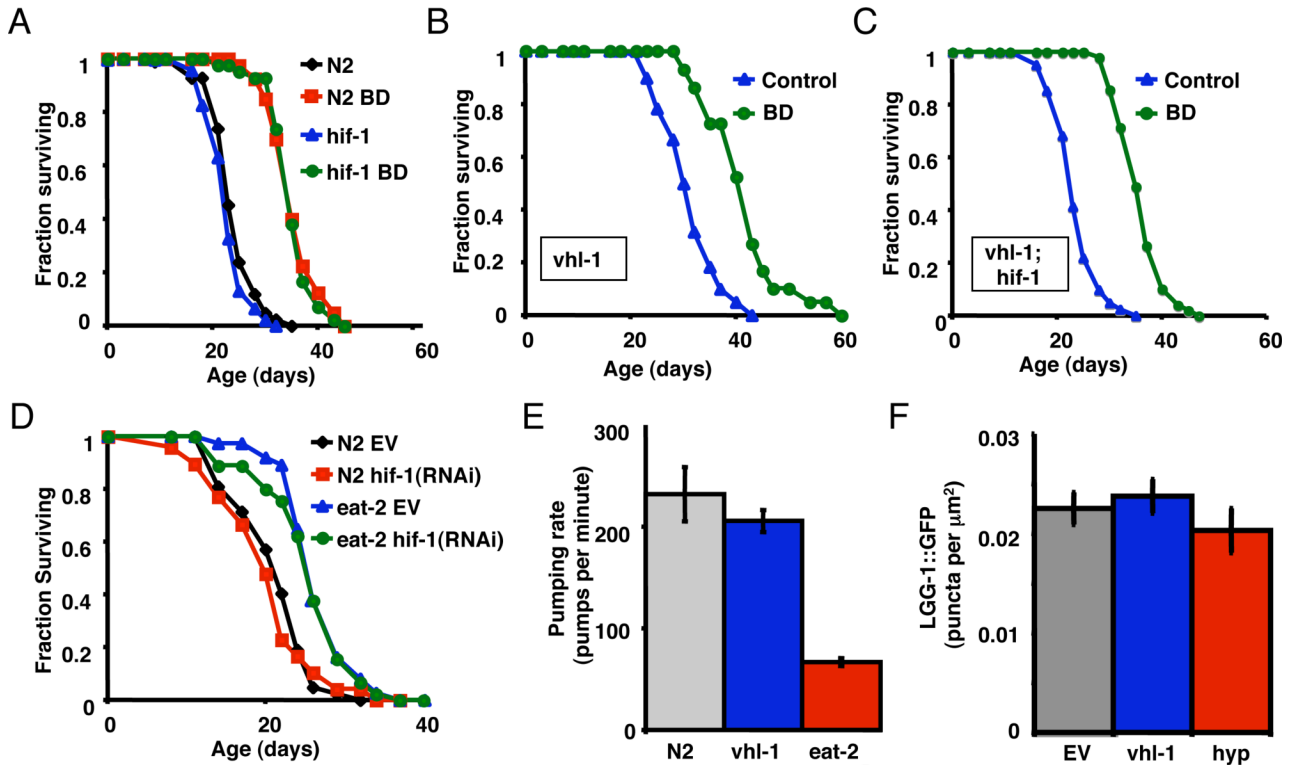 A
Fraction surviving
1
0.8
0.6
0.4
0.2
0
0
20
40
60
Age (days)
N2
N2 BD
hif-1
hif-1 BD
B
Fraction surviving
1
0.8
0.6
0.4
0.2
0
0
20
40
60
Age (days)
Control
BD
vhl-1
C
Fraction surviving
1
0.8
0.6
0.4
0.2
0
0
20
40
60
Age (days)
Control
BD
vhl-1;
hif-1
D
Fraction Surviving
1
0.8
0.6
0.4
0.2
0
0
20
40
Age (days)
N2 EV
N2 hif-1(RNAi)
eat-2 EV
eat-2 hif-1(RNAi)
E
Pumping rate
(pumps per minute)
300
200
100
0
N2 vhl-1 eat-2
F
LGG-1::GFP
(puncta per µm²)
0.03
0.02
0.01
0
EV vhl-1 hyp